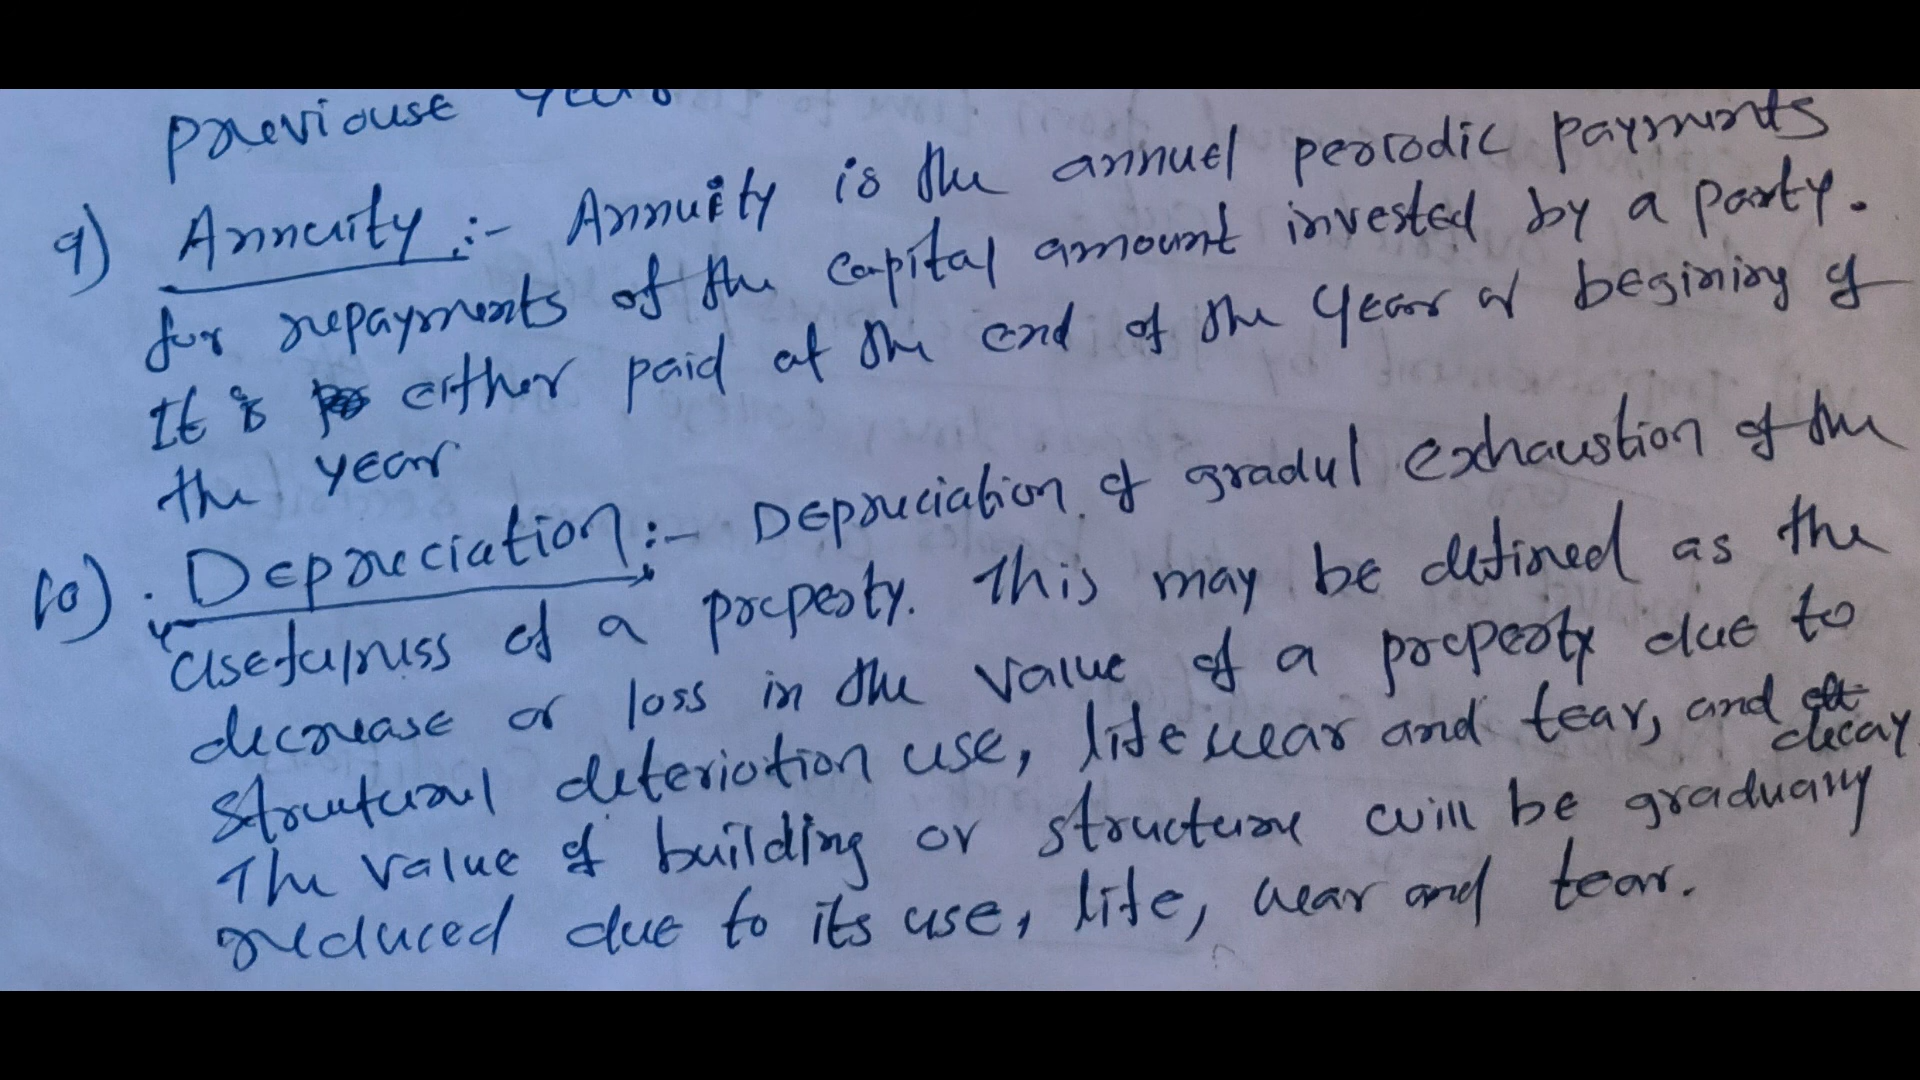 previouse
9) Annuity :- Annuity is the annuel periodic payments
for repayments of the capital amount invested by a party.
It is either paid at the end of the year or begining of
the year
10). Depreciation :- Depreciation of gradul exhaustion of the
usefulness of a property. This may be defined as the
decrease or loss in the value of a property due to
structural deteriotion use, life wear and tear, and decay
The value of building or structure will be gradually
reduced due to its use, life, wear and tear.